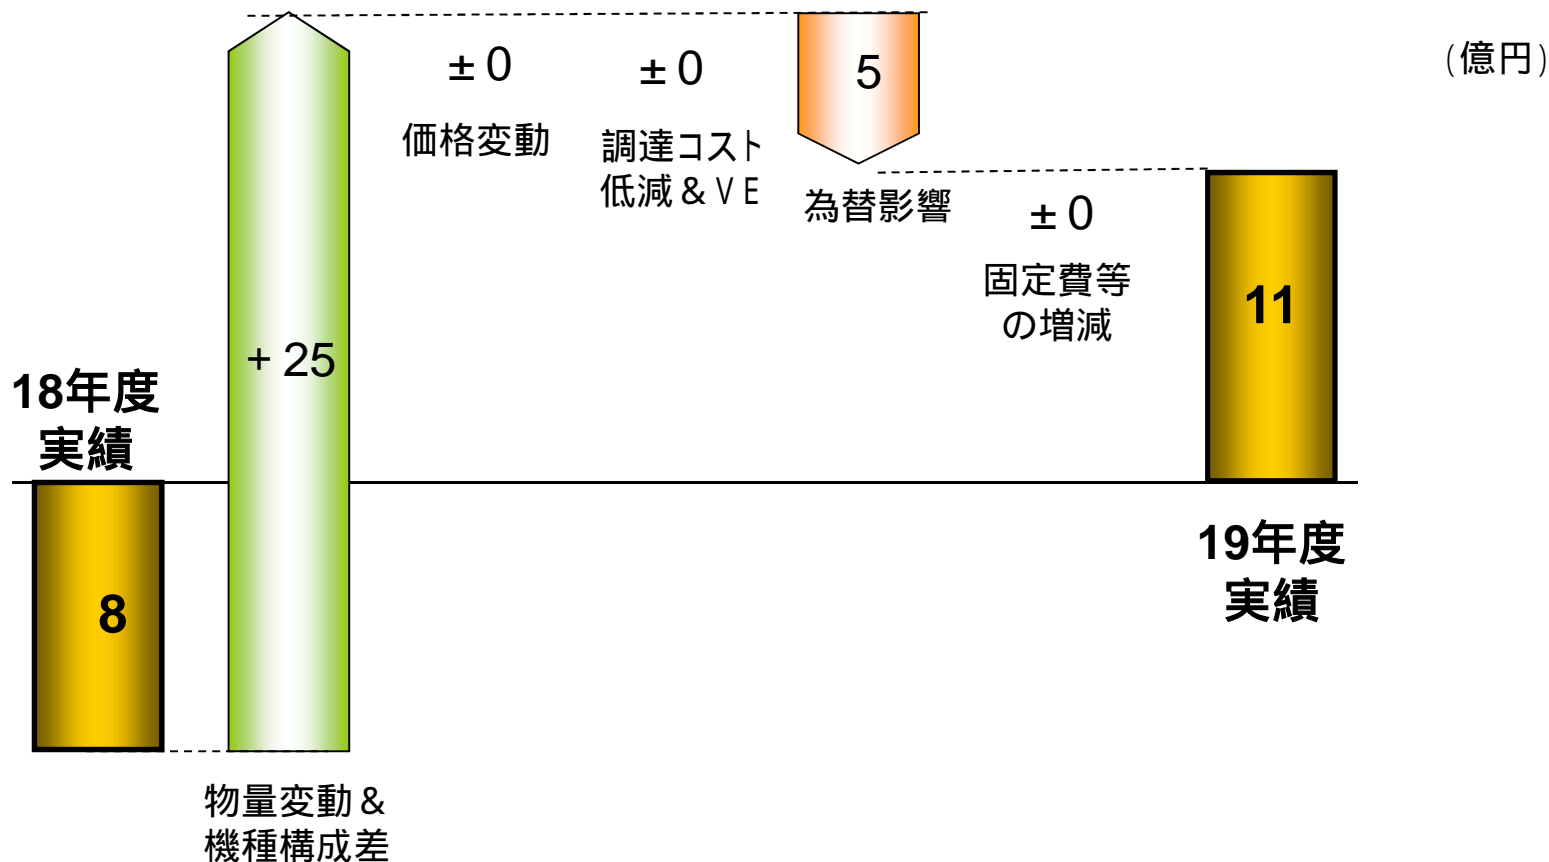 (億円)
±0
価格変動
±0
調達コスト
低減&VE
5
為替影響
±0
固定費等
の増減
11
+25
18年度
実績
8
19年度
実績
物量変動&
機種構成差